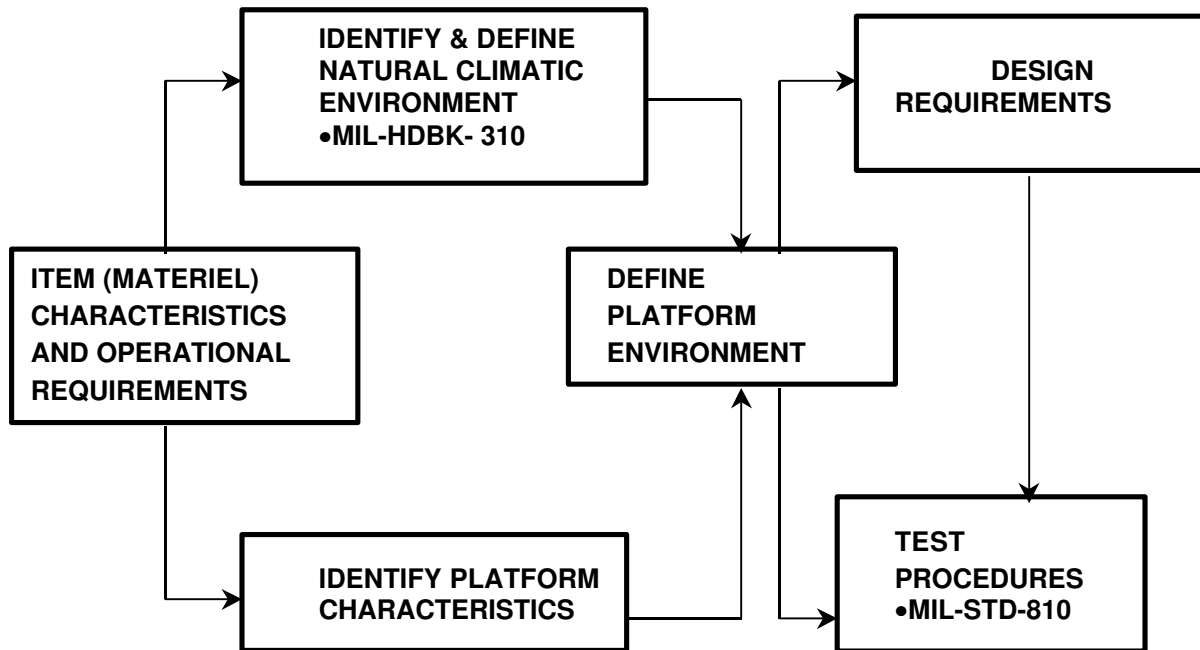 IDENTIFY & DEFINE
NATURAL CLIMATIC
ENVIRONMENT
•MIL-HDBK- 310
DESIGN
REQUIREMENTS
ITEM (MATERIEL)
CHARACTERISTICS
AND OPERATIONAL
REQUIREMENTS
DEFINE
PLATFORM
ENVIRONMENT
IDENTIFY PLATFORM
CHARACTERISTICS
TEST
PROCEDURES
•MIL-STD-810